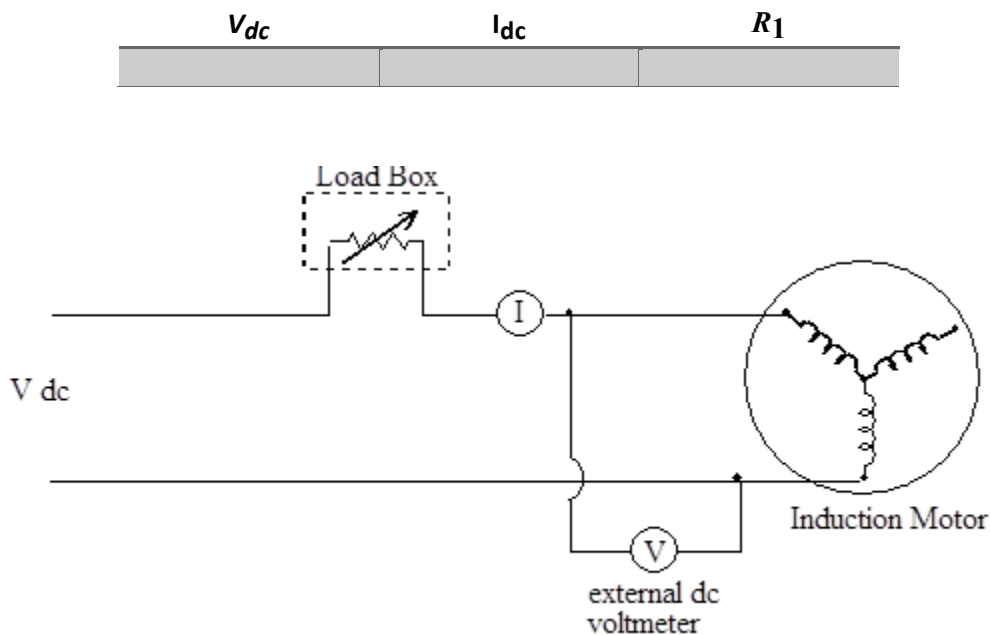 Vdc Idc R1
Load Box
I
V dc
Induction Motor
V
external dc
voltmeter